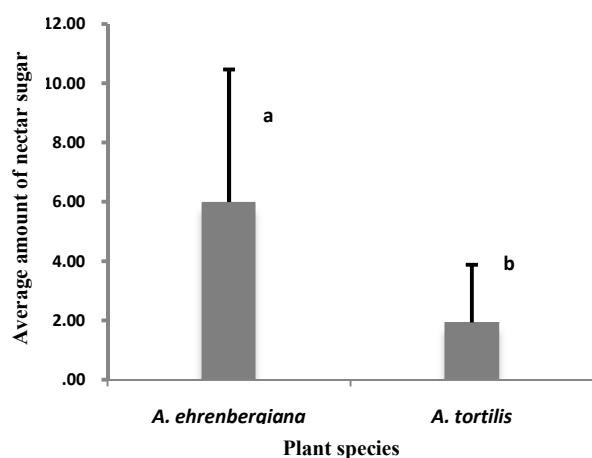 Average amount of nectar sugar
12.00
10.00
8.00
6.00
4.00
2.00
.00
a
b
A. ehrenbergiana
A. tortilis
Plant species